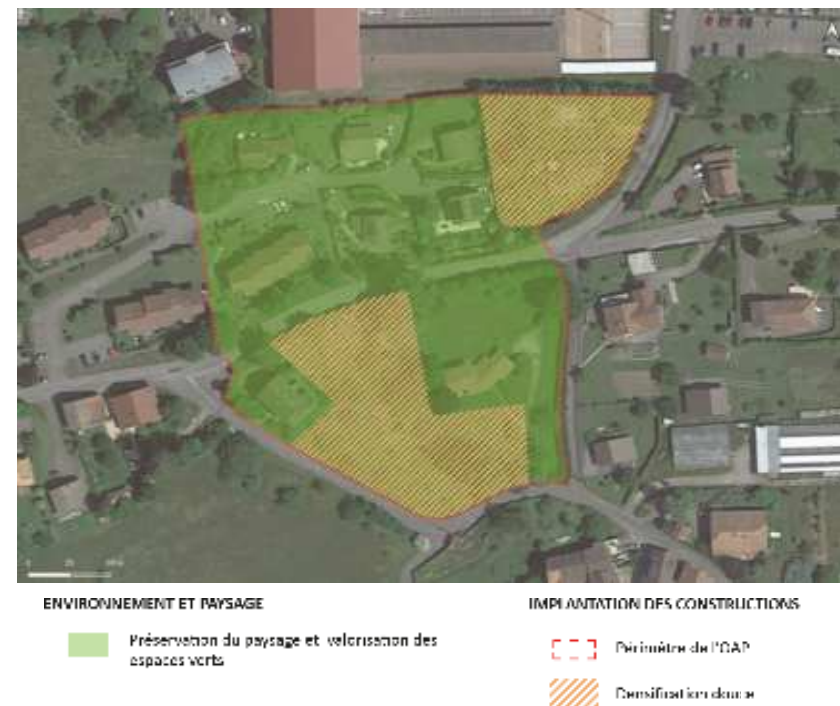 ENVIRONNEMENT ET PAYSAGE
Préservation du paysage et valorisation des
espaces verts
IMPLANTATION DES CONSTRUCTIONS
Périmètre de l'OAP
Densification douce